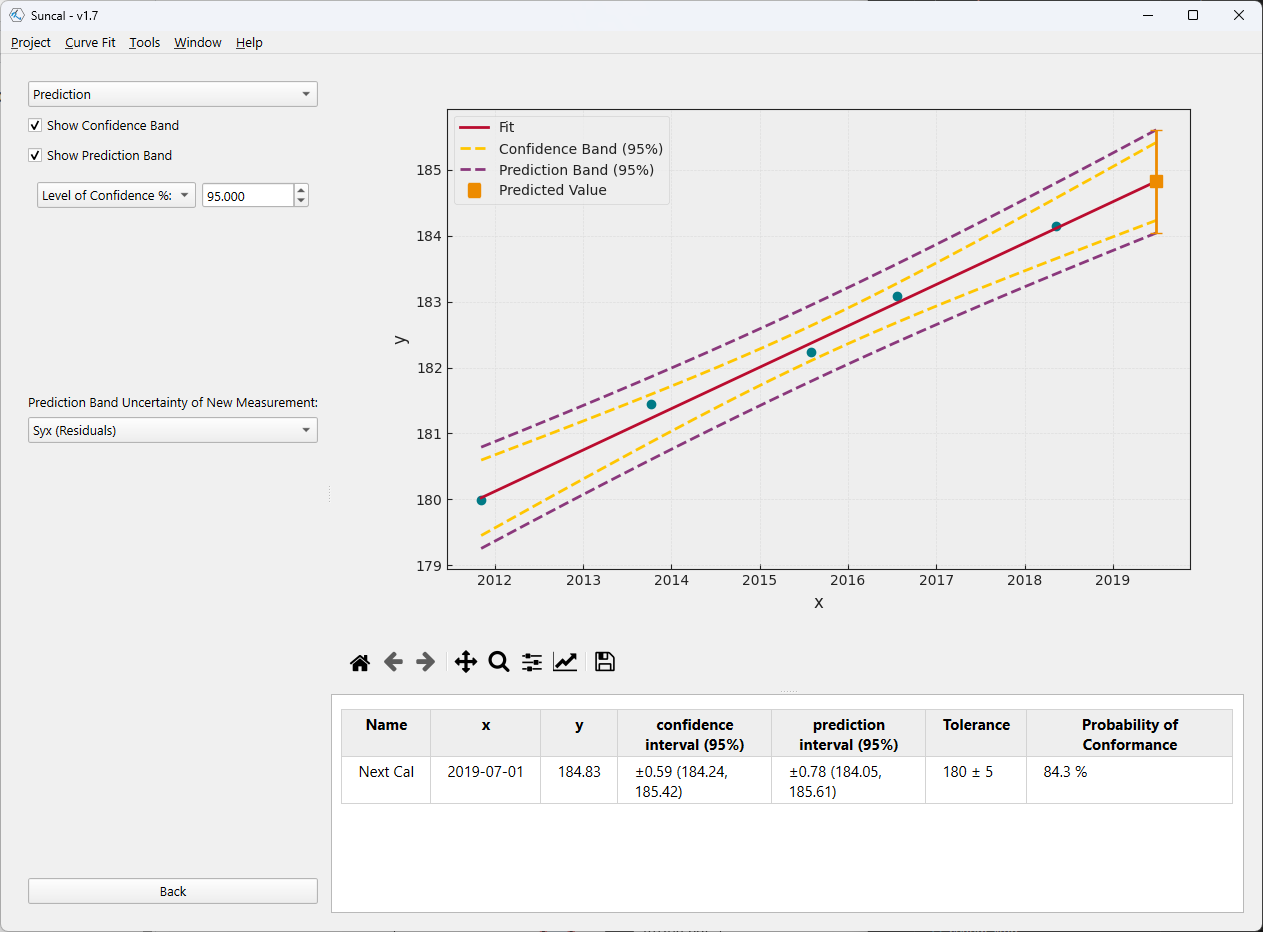 Suncal - v1.7
Project Curve Fit Tools Window Help
Prediction
Show Confidence Band
Show Prediction Band
Level of Confidence %: 95.000
Prediction Band Uncertainty of New Measurement:
Syx (Residuals)
Back
Fit
Confidence Band (95%)
Prediction Band (95%)
Predicted Value
185
184
183
182
181
180
179
y
2012 2013 2014 2015 2016 2017 2018 2019
x
Name x y confidence interval (95%) prediction interval (95%) Tolerance Probability of Conformance
Next Cal 2019-07-01 184.83 ±0.59 (184.24, 185.42) ±0.78 (184.05, 185.61) 180 ± 5 84.3 %